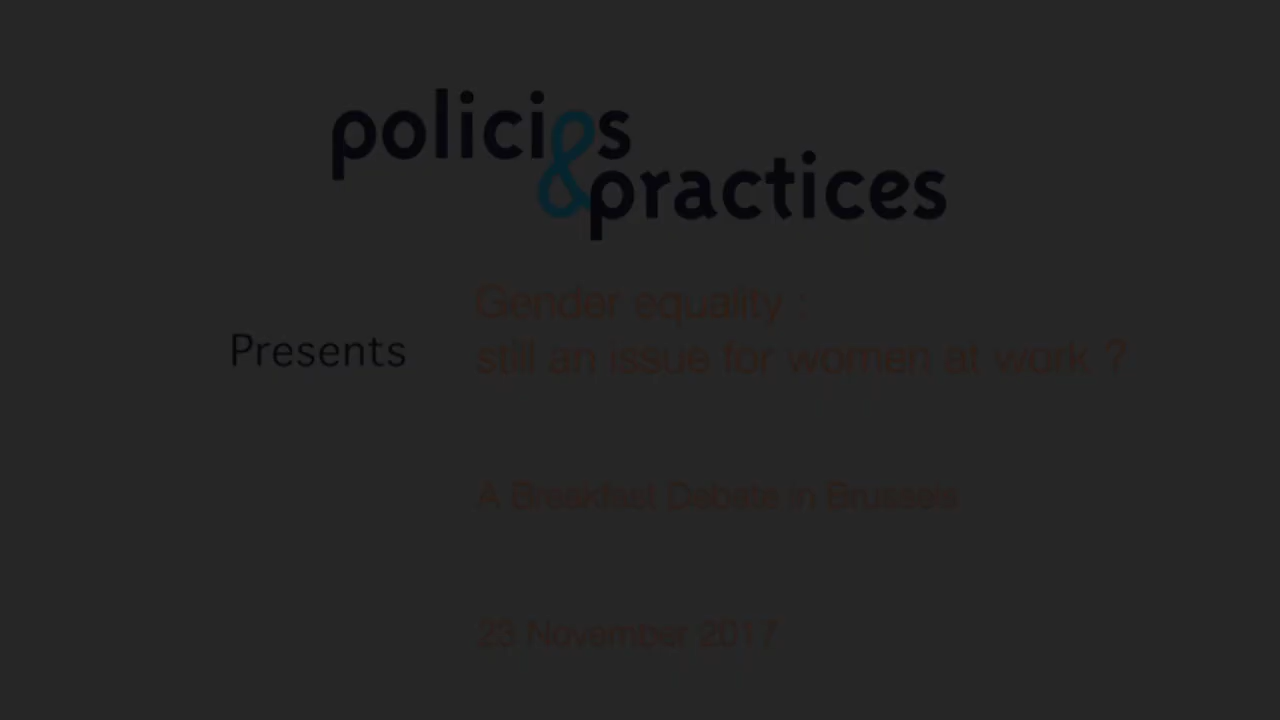 policies
&practices
Presents
Gender equality :
still an issue for women at work ?
A Breakfast Debate in Brussels
23 November 2017